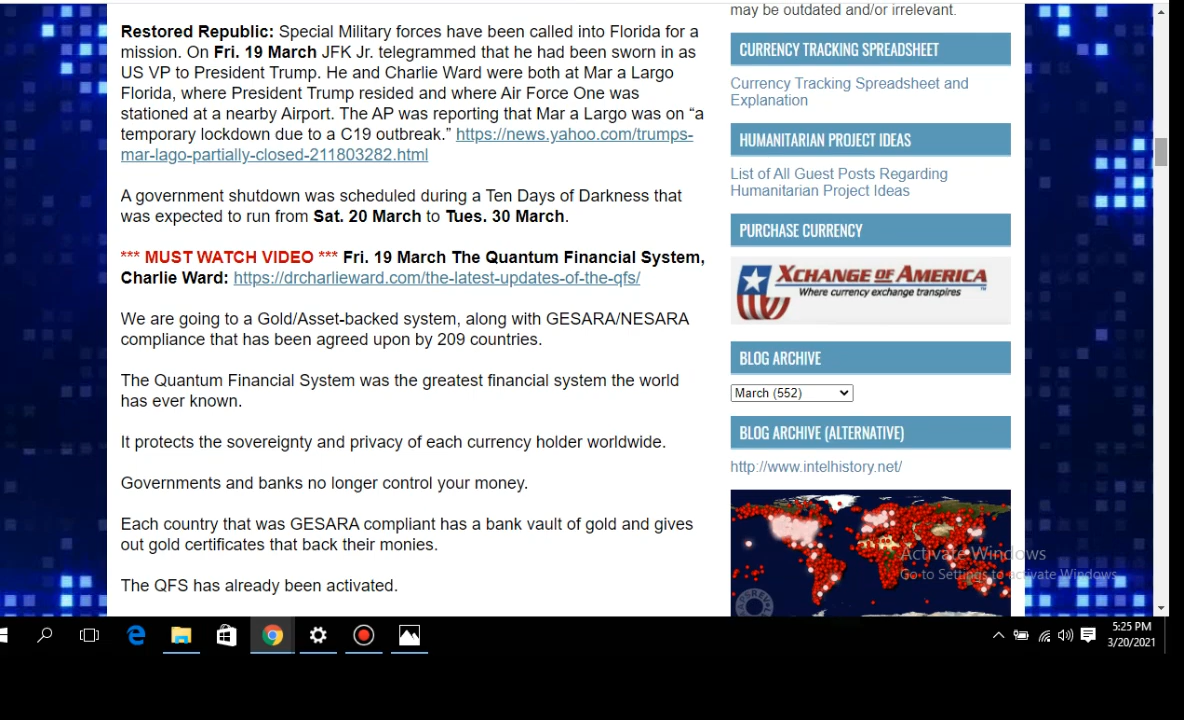 may be outdated and/or irrelevant.
Restored Republic: Special Military forces have been called into Florida for a
mission. On Fri. 19 March JFK Jr. telegrammed that he had been sworn in as
US VP to President Trump. He and Charlie Ward were both at Mar a Largo
Florida, where President Trump resided and where Air Force One was
stationed at a nearby Airport. The AP was reporting that Mar a Largo was on “a
temporary lockdown due to a C19 outbreak.” https://news.yahoo.com/trumps-
mar-lago-partially-closed-211803282.html
A government shutdown was scheduled during a Ten Days of Darkness that
was expected to run from Sat. 20 March to Tues. 30 March.
*** MUST WATCH VIDEO *** Fri. 19 March The Quantum Financial System,
Charlie Ward: https://drcharlieward.com/the-latest-updates-of-the-qfs/
We are going to a Gold/Asset-backed system, along with GESARA/NESARA
compliance that has been agreed upon by 209 countries.
The Quantum Financial System was the greatest financial system the world
has ever known.
It protects the sovereignty and privacy of each currency holder worldwide.
Governments and banks no longer control your money.
Each country that was GESARA compliant has a bank vault of gold and gives
out gold certificates that back their monies.
The QFS has already been activated.
CURRENCY TRACKING SPREADSHEET
Currency Tracking Spreadsheet and
Explanation
HUMANITARIAN PROJECT IDEAS
List of All Guest Posts Regarding
Humanitarian Project Ideas
PURCHASE CURRENCY
XCHANGE OF AMERICA
Where currency exchange transpires
BLOG ARCHIVE
March (552)
BLOG ARCHIVE (ALTERNATIVE)
http://www.intelhistory.net/
Activate Windows
Go to Settings to activate Windows.
5:25 PM
3/20/2021